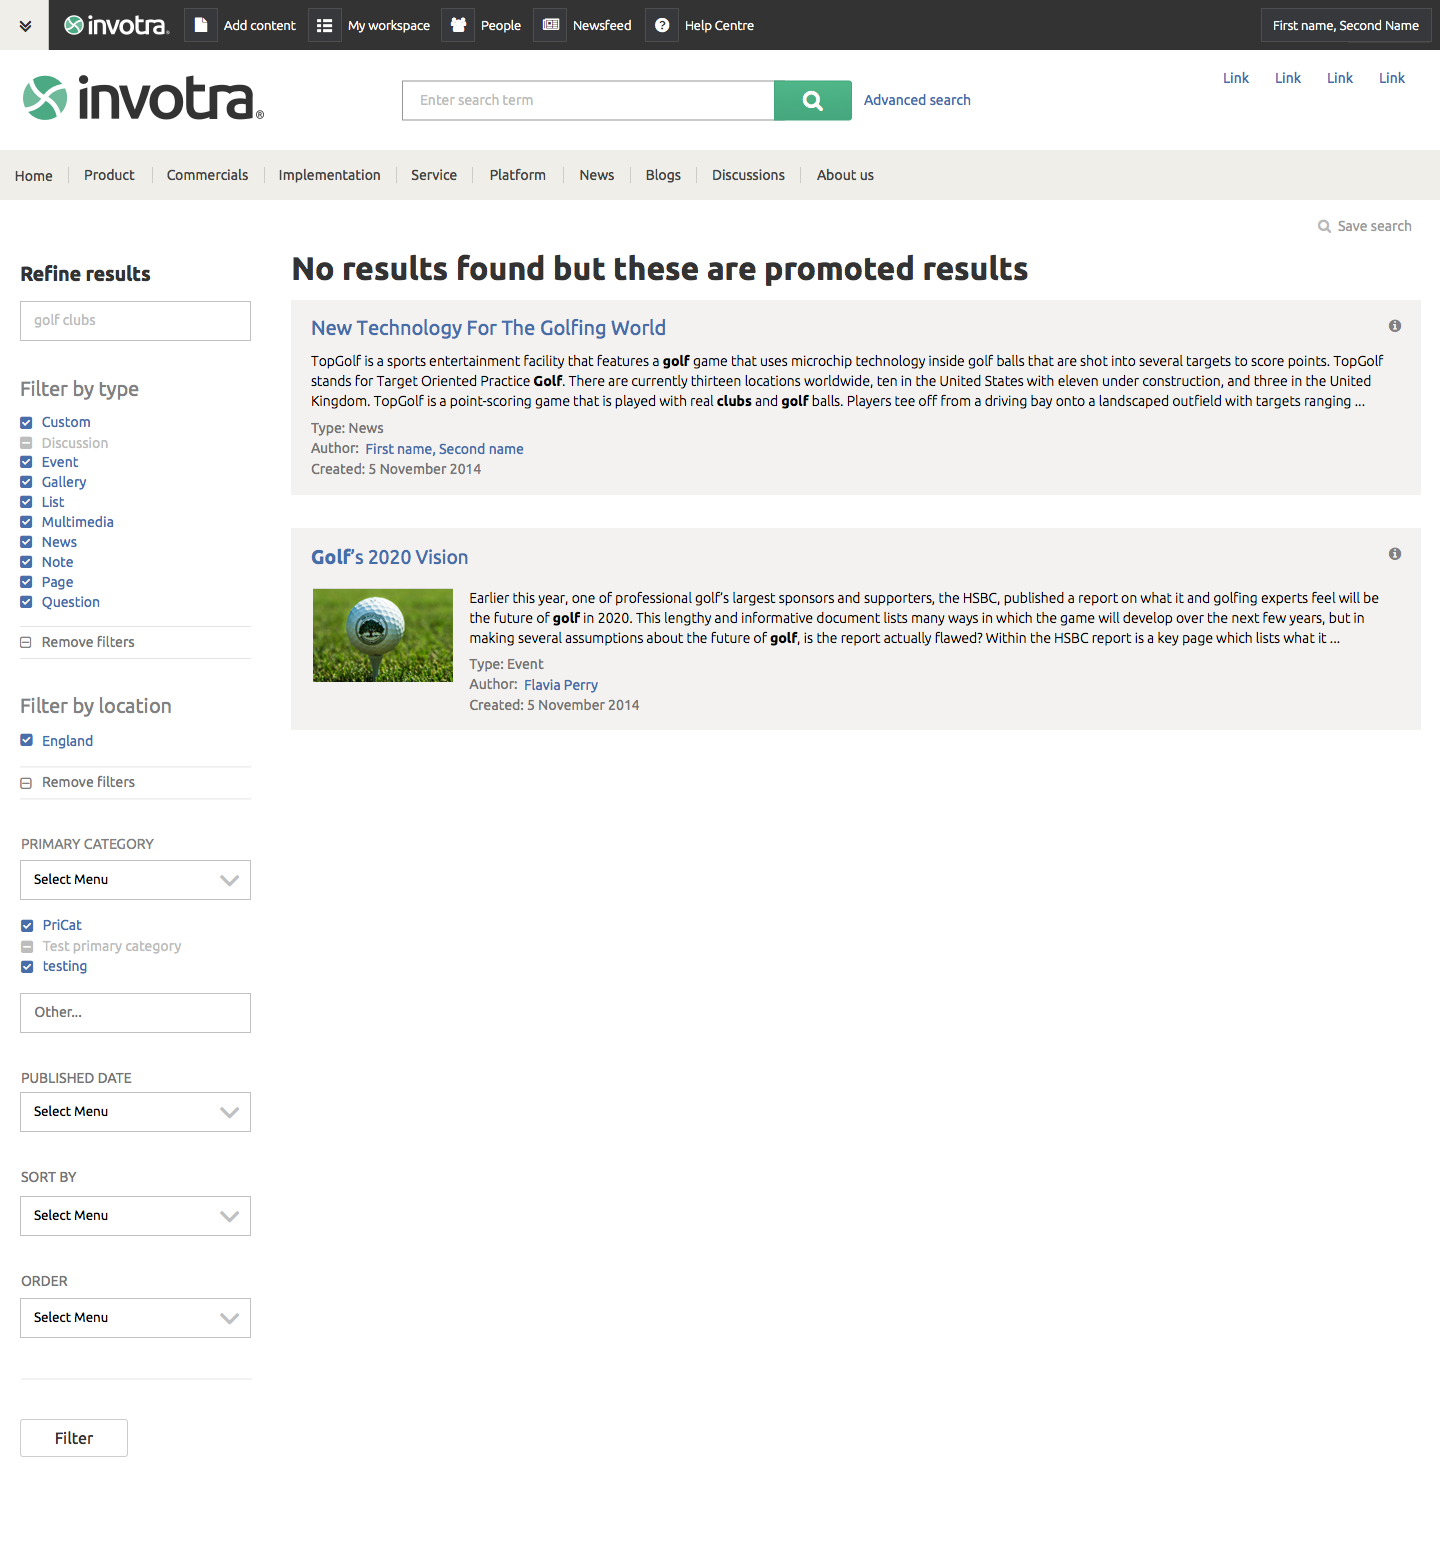 invotra®
Add content
My workspace
People
Newsfeed
Help Centre
First name, Second Name
invotra®
Enter search term
Advanced search
Link
Link
Link
Link
Home
Product
Commercials
Implementation
Service
Platform
News
Blogs
Discussions
About us
Save search
Refine results
golf clubs
Filter by type
Custom
Discussion
Event
Gallery
List
Multimedia
News
Note
Page
Question
Remove filters
Filter by location
England
Remove filters
PRIMARY CATEGORY
Select Menu
PriCat
Test primary category
testing
Other...
PUBLISHED DATE
Select Menu
SORT BY
Select Menu
ORDER
Select Menu
Filter
No results found but these are promoted results
New Technology For The Golfing World
TopGolf is a sports entertainment facility that features a golf game that uses microchip technology inside golf balls that are shot into several targets to score points. TopGolf
stands for Target Oriented Practice Golf. There are currently thirteen locations worldwide, ten in the United States with eleven under construction, and three in the United
Kingdom. TopGolf is a point-scoring game that is played with real clubs and golf balls. Players tee off from a driving bay onto a landscaped outfield with targets ranging ...
Type: News
Author: First name, Second name
Created: 5 November 2014
Golf's 2020 Vision
Earlier this year, one of professional golf's largest sponsors and supporters, the HSBC, published a report on what it and golfing experts feel will be
the future of golf in 2020. This lengthy and informative document lists many ways in which the game will develop over the next few years, but in
making several assumptions about the future of golf, is the report actually flawed? Within the HSBC report is a key page which lists what it ...
Type: Event
Author: Flavia Perry
Created: 5 November 2014